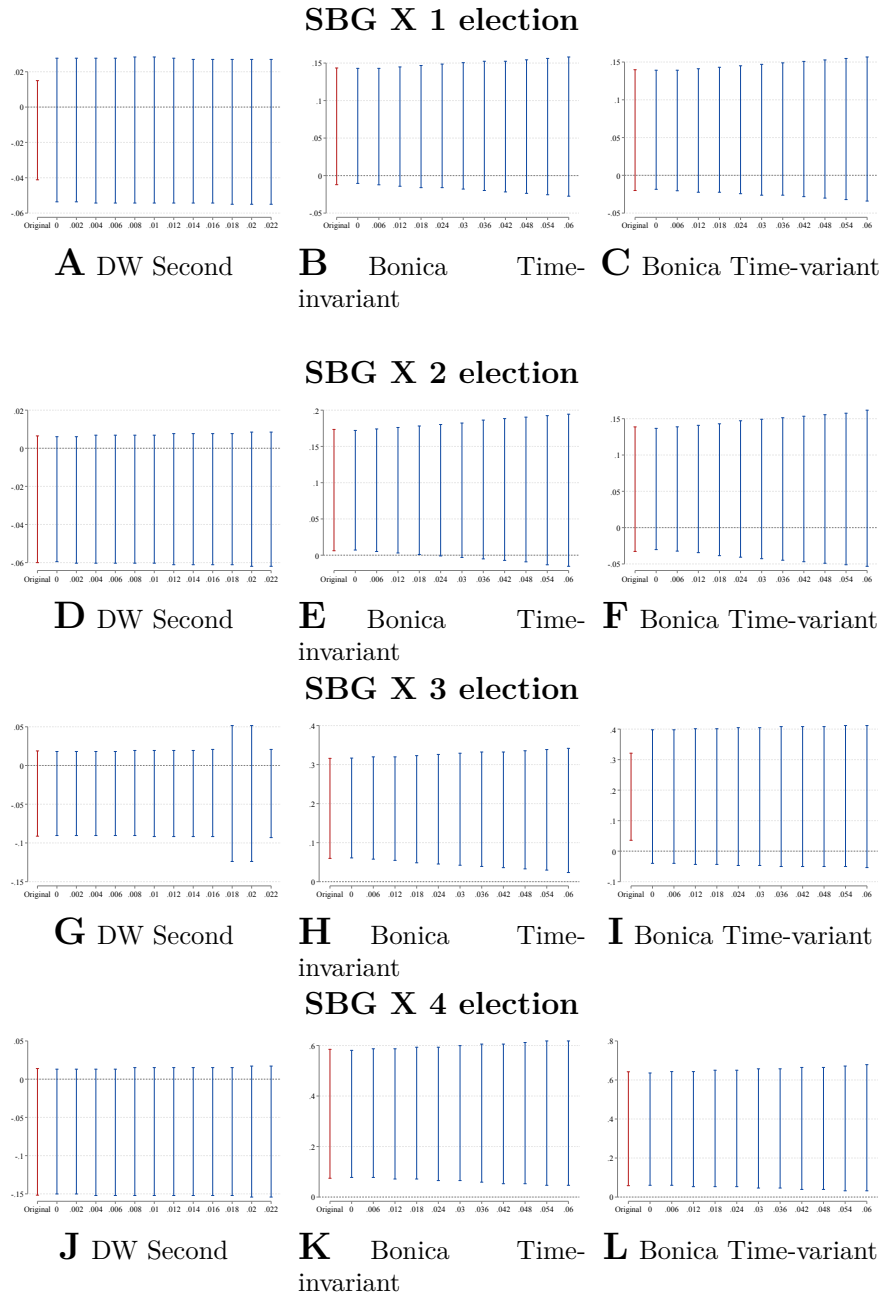 SBG X 1 election
.02
0
-.02
-.04
-.06
Original 0 .002 .004 .006 .008 .01 .012 .014 .016 .018 .02 .022
.15
.1
.05
0
-.05
Original 0 .006 .012 .018 .024 .03 .036 .042 .048 .054 .06
.15
.1
.05
0
-.05
Original 0 .006 .012 .018 .024 .03 .036 .042 .048 .054 .06
A DW Second
B Bonica Time-
invariant
C Bonica Time-variant
SBG X 2 election
.02
0
-.02
-.04
-.06
Original 0 .002 .004 .006 .008 .01 .012 .014 .016 .018 .02 .022
.2
.15
.1
.05
0
Original 0 .006 .012 .018 .024 .03 .036 .042 .048 .054 .06
.15
.1
.05
0
-.05
Original 0 .006 .012 .018 .024 .03 .036 .042 .048 .054 .06
D DW Second
E Bonica Time-
invariant
F Bonica Time-variant
SBG X 3 election
.05
0
-.05
-.1
-.15
Original 0 .002 .004 .006 .008 .01 .012 .014 .016 .018 .02 .022
.4
.3
.2
.1
0
Original 0 .006 .012 .018 .024 .03 .036 .042 .048 .054 .06
.4
.3
.2
.1
0
-.1
Original 0 .006 .012 .018 .024 .03 .036 .042 .048 .054 .06
G DW Second
H Bonica Time-
invariant
I Bonica Time-variant
SBG X 4 election
.05
0
-.05
-.1
-.15
Original 0 .002 .004 .006 .008 .01 .012 .014 .016 .018 .02 .022
.6
.4
.2
0
Original 0 .006 .012 .018 .024 .03 .036 .042 .048 .054 .06
.8
.6
.4
.2
0
Original 0 .006 .012 .018 .024 .03 .036 .042 .048 .054 .06
J DW Second
K Bonica Time-
invariant
L Bonica Time-variant